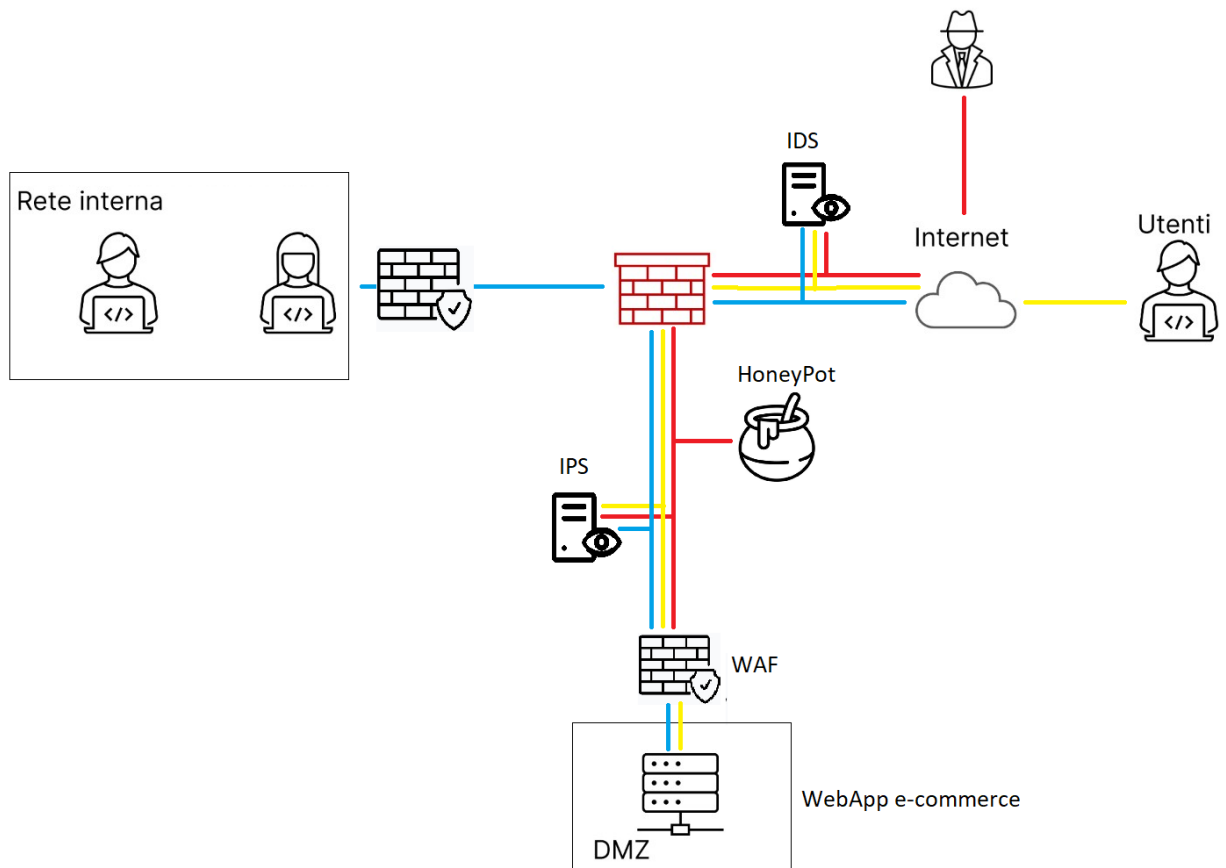 IDS
Rete interna
Internet
Utenti
HoneyPot
IPS
WAF
WebApp e-commerce
DMZ